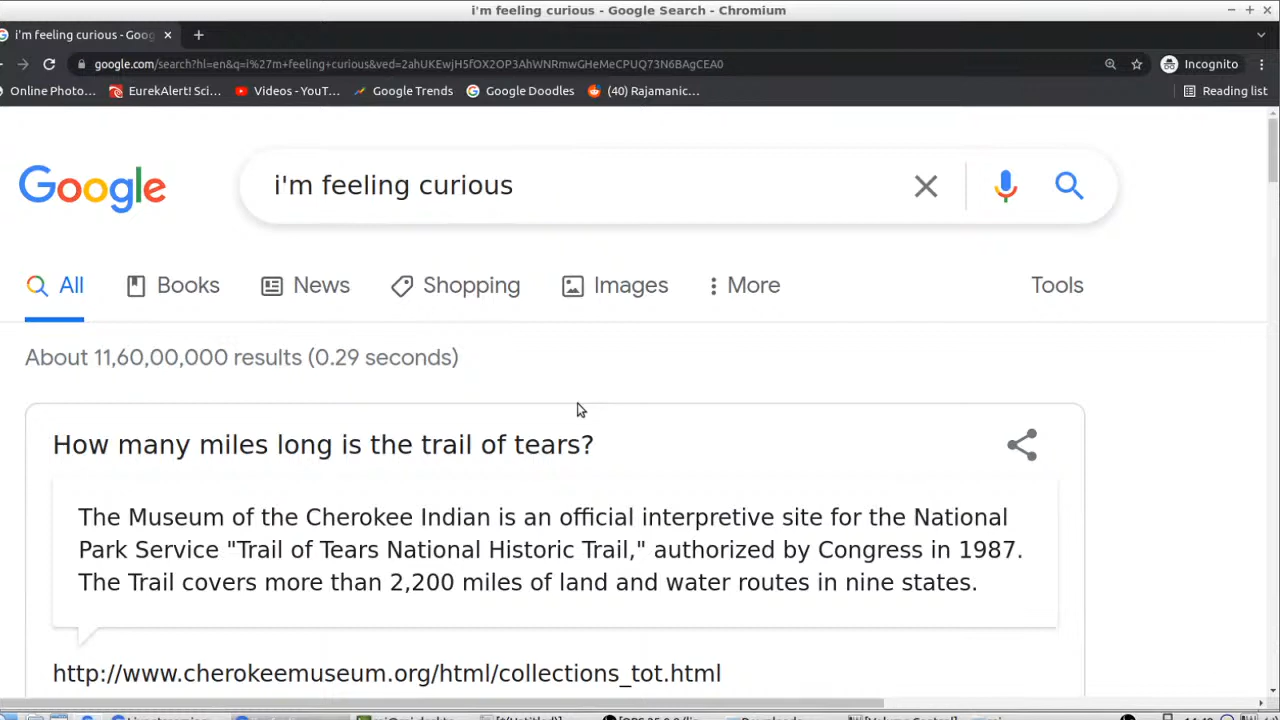 i'm feeling curious - Google Search - Chromium
i'm feeling curious - Goog
google.com/search?hl=en&q=i%27m+feeling+curious&ved=2ahUKEwjH5fOX2OP3AhWNRmwGHeMeCPUQ73N6BAgCEA0
Incognito
Online Photo... EurekAlert! Sci... Videos - YouT... Google Trends Google Doodles (40) Rajamanic... Reading list
Google i'm feeling curious
All Books News Shopping Images More Tools
About 11,60,00,000 results (0.29 seconds)
How many miles long is the trail of tears?
The Museum of the Cherokee Indian is an official interpretive site for the National
Park Service "Trail of Tears National Historic Trail," authorized by Congress in 1987.
The Trail covers more than 2,200 miles of land and water routes in nine states.
http://www.cherokeemuseum.org/html/collections_tot.html